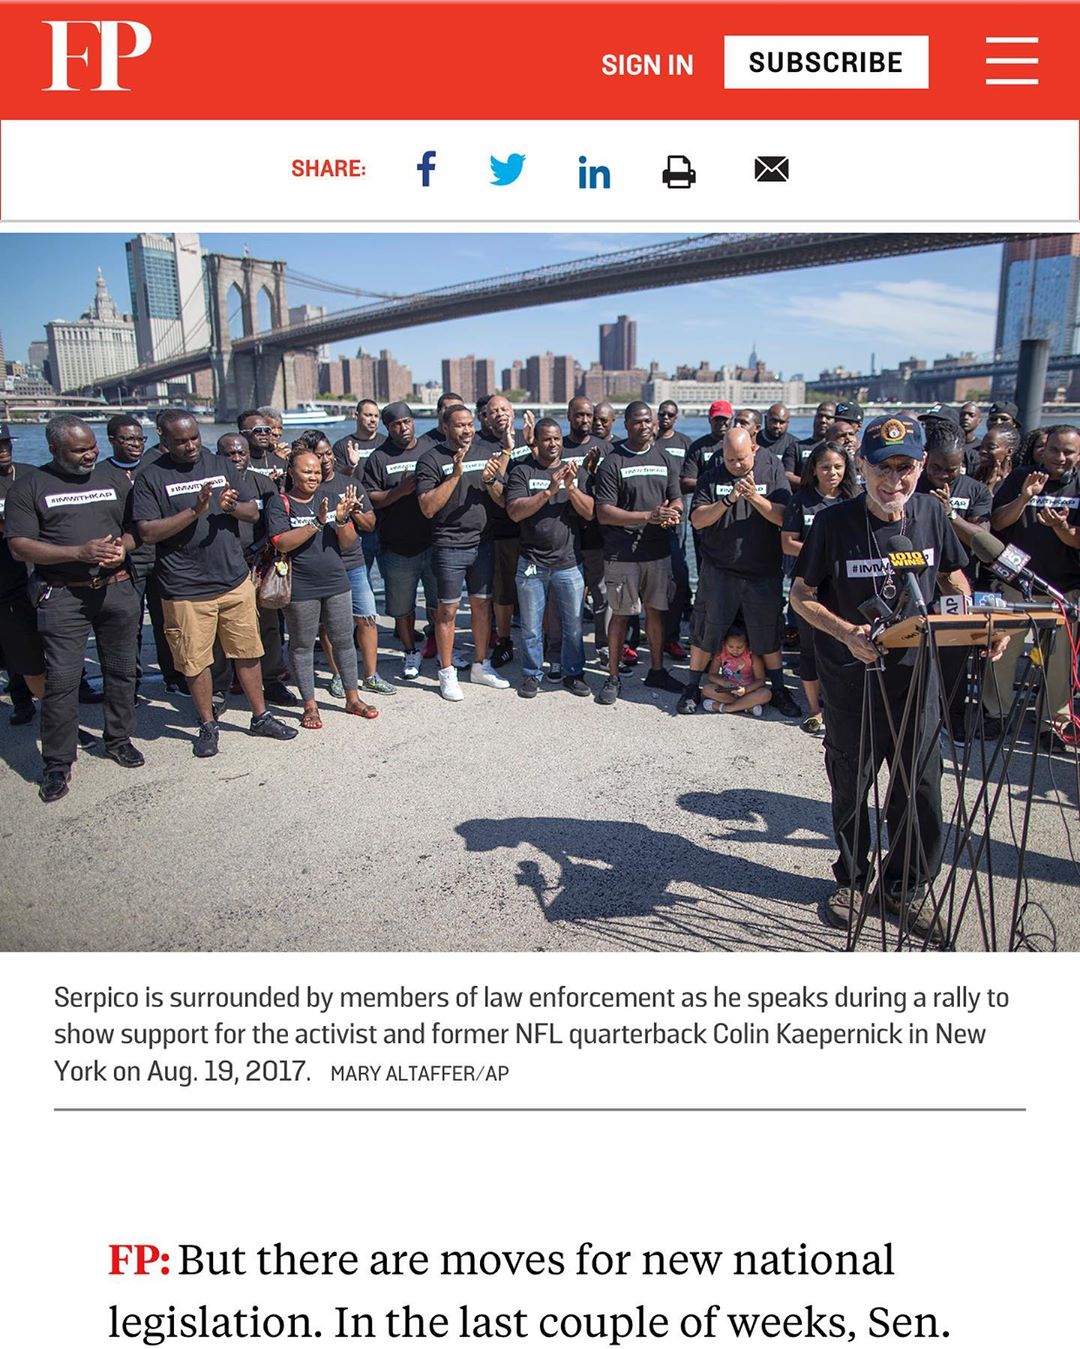 FP
SIGN IN
SUBSCRIBE
SHARE:
#IMWITHKAP
#IMWITHKAP
1010
WINS
AP
Serpico is surrounded by members of law enforcement as he speaks during a rally to
show support for the activist and former NFL quarterback Colin Kaepernick in New
York on Aug. 19, 2017. MARY ALTAFFER/AP
FP: But there are moves for new national
legislation. In the last couple of weeks, Sen.